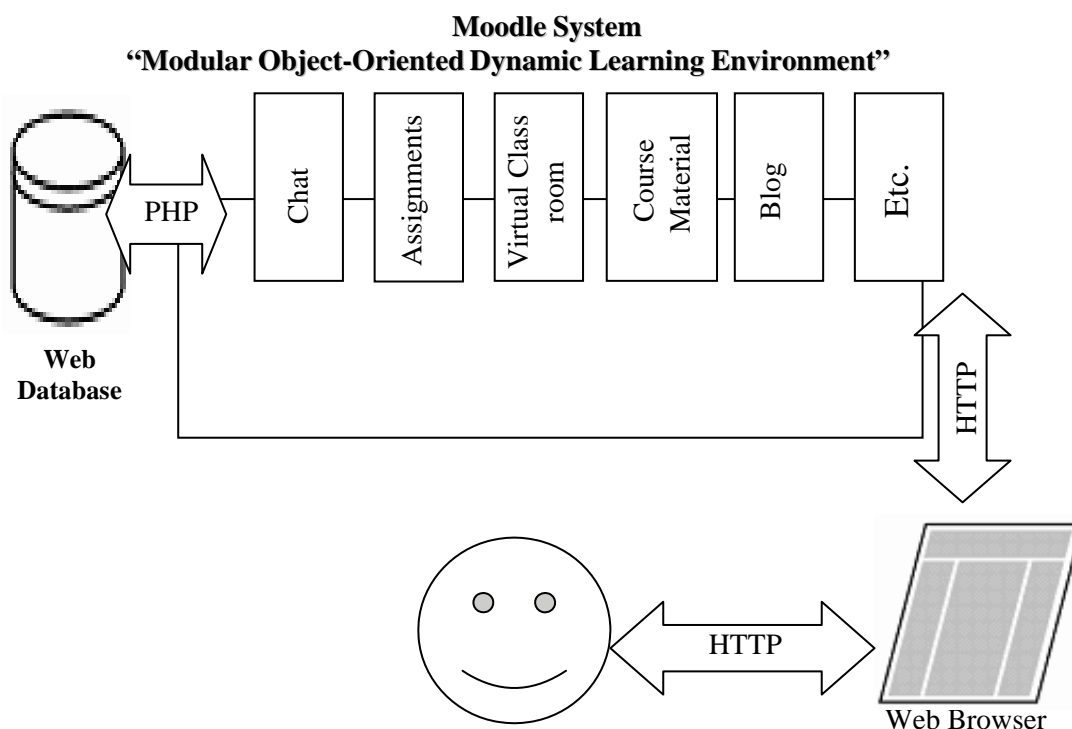 Moodle System
“Modular Object-Oriented Dynamic Learning Environment”
PHP
Chat
Assignments
Virtual Class
room
Course
Material
Blog
Etc.
Web
Database
HTTP
HTTP
Web Browser